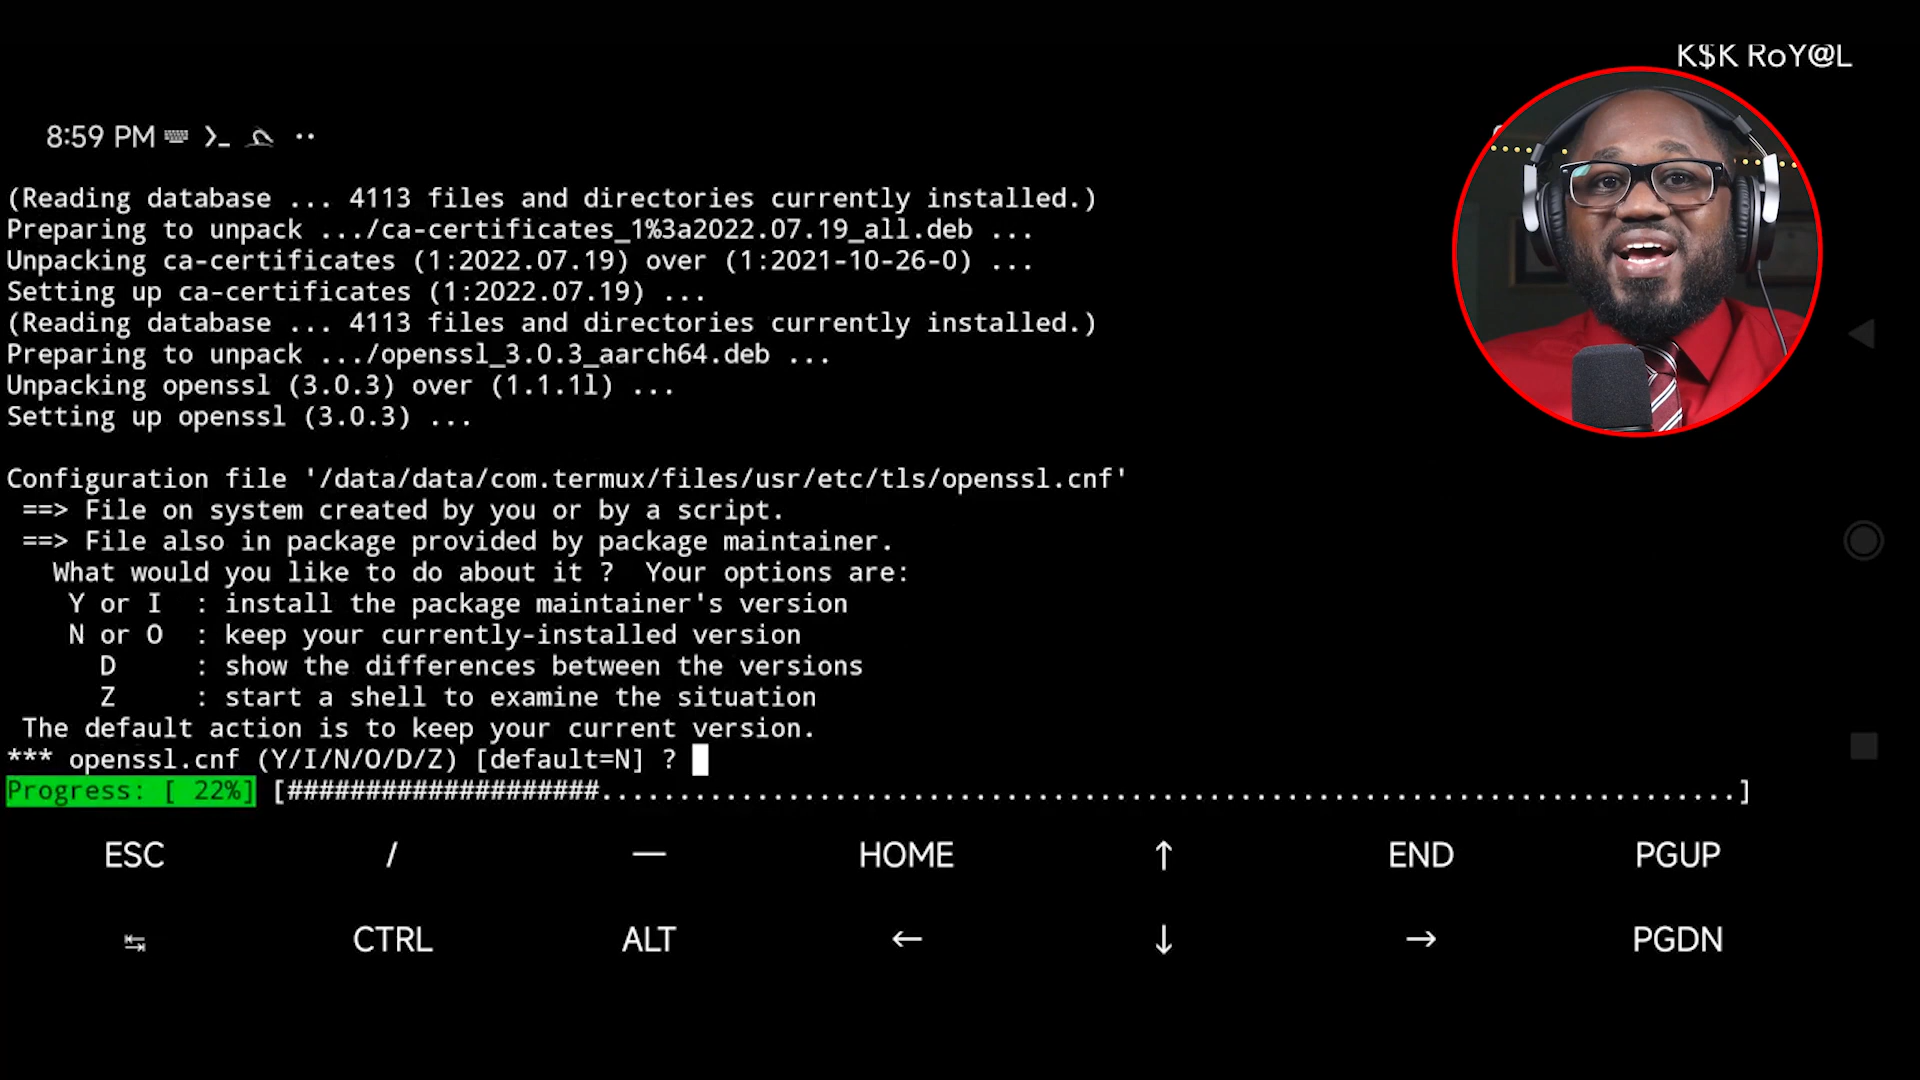 K$K RoY@L
8:59 PM
(Reading database ... 4113 files and directories currently installed.)
Preparing to unpack .../ca-certificates_1%3a2022.07.19_all.deb ...
Unpacking ca-certificates (1:2022.07.19) over (1:2021-10-26-0) ...
Setting up ca-certificates (1:2022.07.19) ...
(Reading database ... 4113 files and directories currently installed.)
Preparing to unpack .../openssl_3.0.3_aarch64.deb ...
Unpacking openssl (3.0.3) over (1.1.1l) ...
Setting up openssl (3.0.3) ...
Configuration file '/data/data/com.termux/files/usr/etc/tls/openssl.cnf'
==> File on system created by you or by a script.
==> File also in package provided by package maintainer.
What would you like to do about it ?  Your options are:
Y or I  : install the package maintainer's version
N or O  : keep your currently-installed version
D     : show the differences between the versions
Z     : start a shell to examine the situation
The default action is to keep your current version.
*** openssl.cnf (Y/I/N/O/D/Z) [default=N] ?
Progress: [ 22%] [####################.........................................................................]
ESC / — HOME ↑ END PGUP
↹ CTRL ALT ← ↓ → PGDN